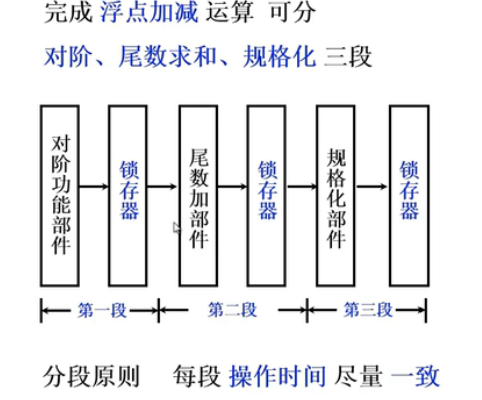 完成 浮点加减 运算 可分
对阶、尾数求和、规格化 三段
对阶功能部件
锁存器
尾数加部件
锁存器
规格化部件
锁存器
第一段
第二段
第三段
分段原则 每段 操作时间 尽量 一致